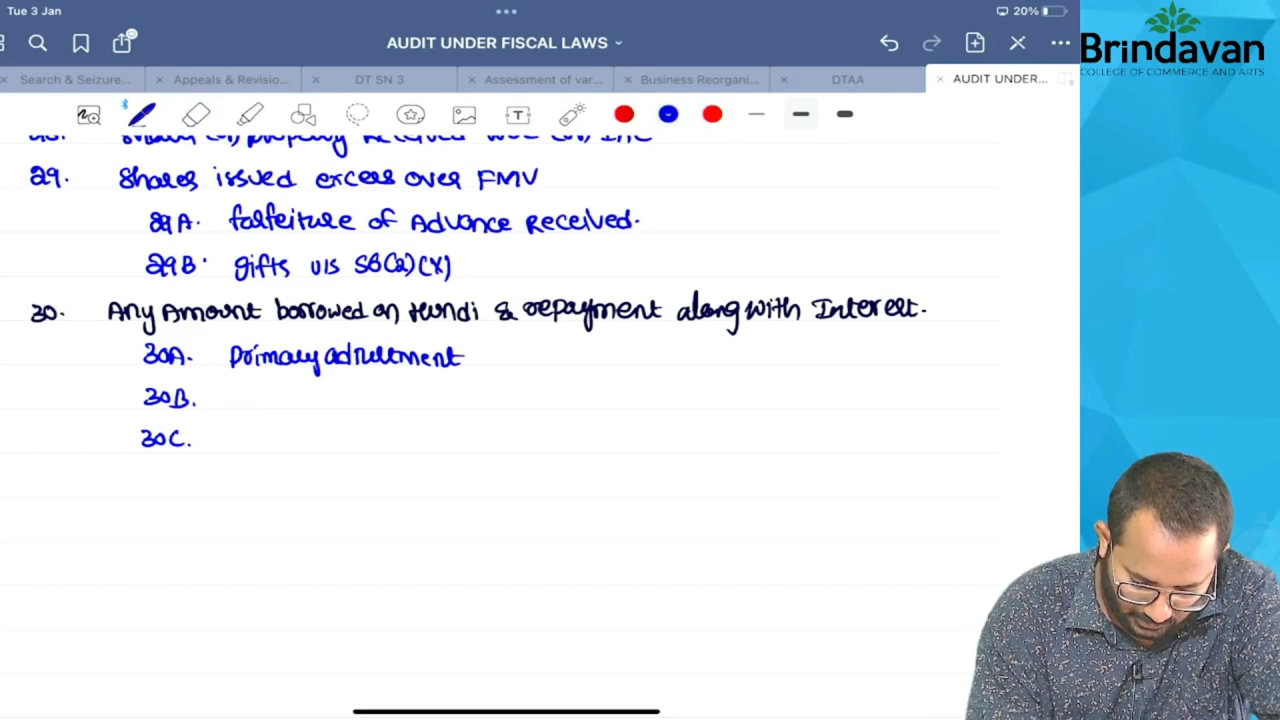 Tue 3 Jan
20%
AUDIT UNDER FISCAL LAWS
Brindavan
COLLEGE OF COMMERCE AND ARTS
Search & Seizure...
Appeals & Revisio...
DT SN 3
Assessment of var...
Business Reorgani...
DTAA
AUDIT UNDER...
29. Shares issued excess over FMV
29A. forfeiture of Advance Received.
29B. gifts u/s 56(2)(X)
30. Any Amount borrowed on Hundi & repayment along with Interest.
30A. Primary adjustment
30B.
30C.